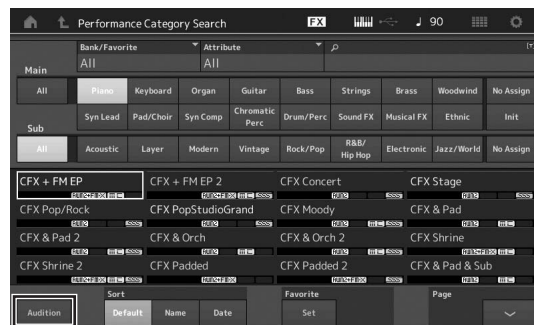 Performance Category Search FX 90
Bank/Favorite Attribute
All All
Main
All Piano Keyboard Organ Guitar Bass Strings Brass Woodwind No Assign
Syn Lead Pad/Choir Syn Comp Chromatic Perc Drum/Perc Sound FX Musical FX Ethnic Init
Sub
All Acoustic Layer Modern Vintage Rock/Pop R&B/ Hip Hop Electronic Jazz/World No Assign
CFX + FM EP CFX + FM EP 2 CFX Concert CFX Stage
CFX Pop/Rock CFX PopStudioGrand CFX Moody CFX & Pad
CFX & Pad 2 CFX & Orch CFX & Orch 2 CFX Shrine
CFX Shrine 2 CFX Padded CFX Padded 2 CFX & Pad & Sub
Sort Favorite Page
Audition Default Name Date Set